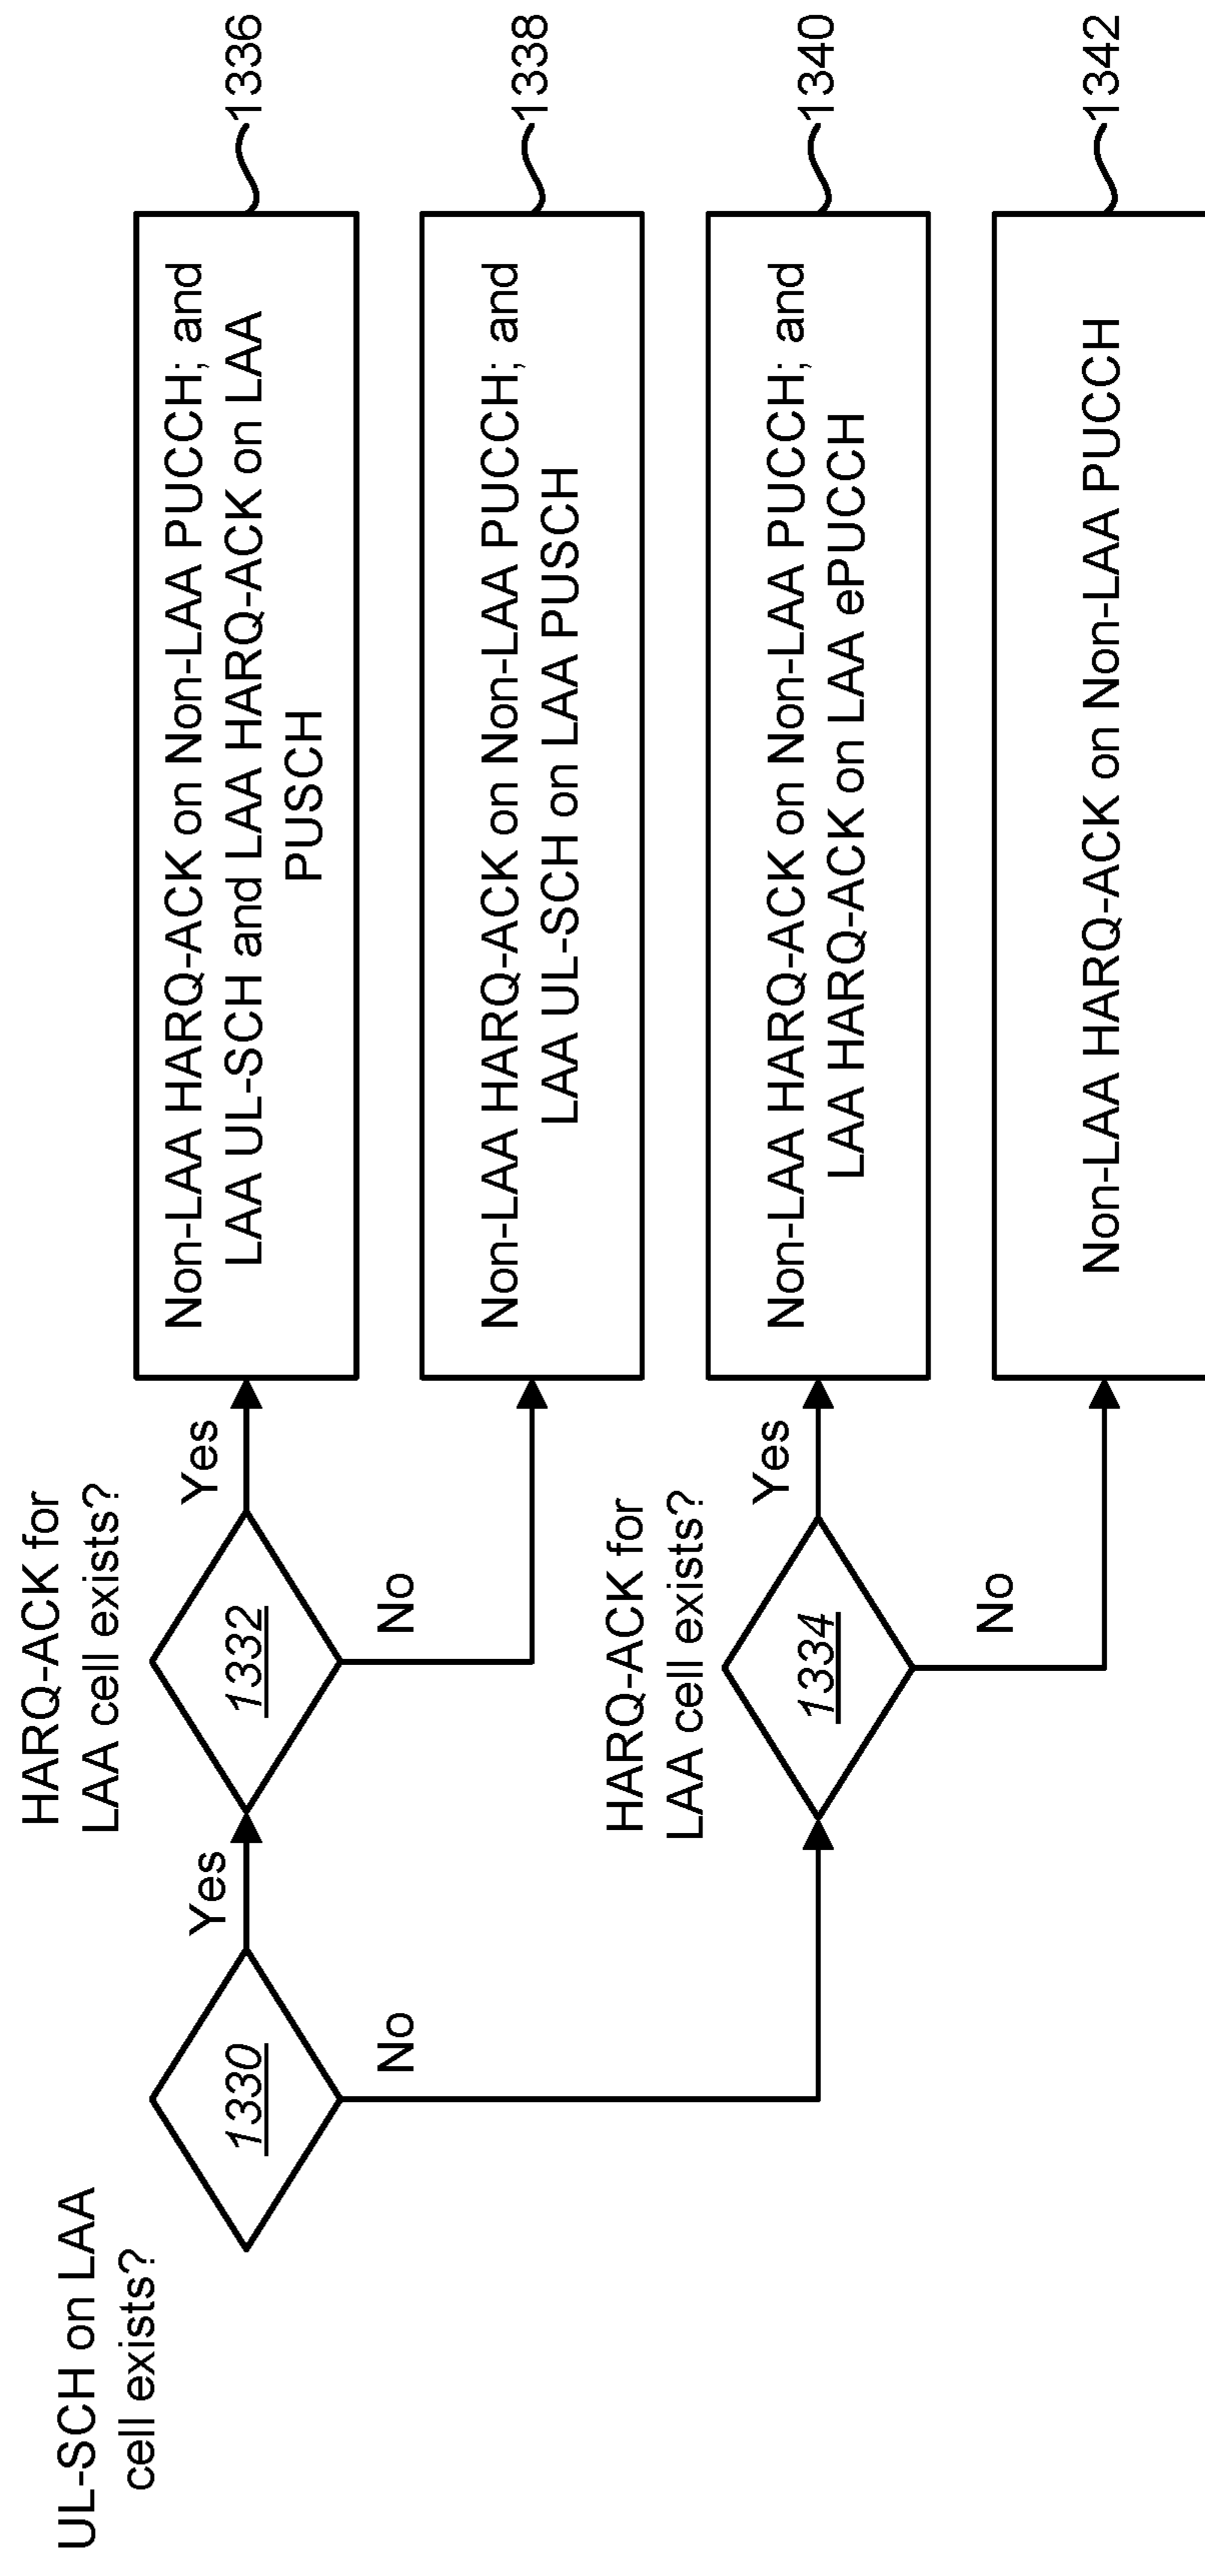 UL-SCH on LAA
cell exists?
1330
Yes
No
HARQ-ACK for
LAA cell exists?
1332
Yes
No
Non-LAA HARQ-ACK on Non-LAA PUCCH; and
LAA UL-SCH and LAA HARQ-ACK on LAA
PUSCH
1336
Non-LAA HARQ-ACK on Non-LAA PUCCH; and
LAA UL-SCH on LAA PUSCH
1338
HARQ-ACK for
LAA cell exists?
1334
Yes
No
Non-LAA HARQ-ACK on Non-LAA PUCCH; and
LAA HARQ-ACK on LAA ePUCCH
1340
Non-LAA HARQ-ACK on Non-LAA PUCCH
1342